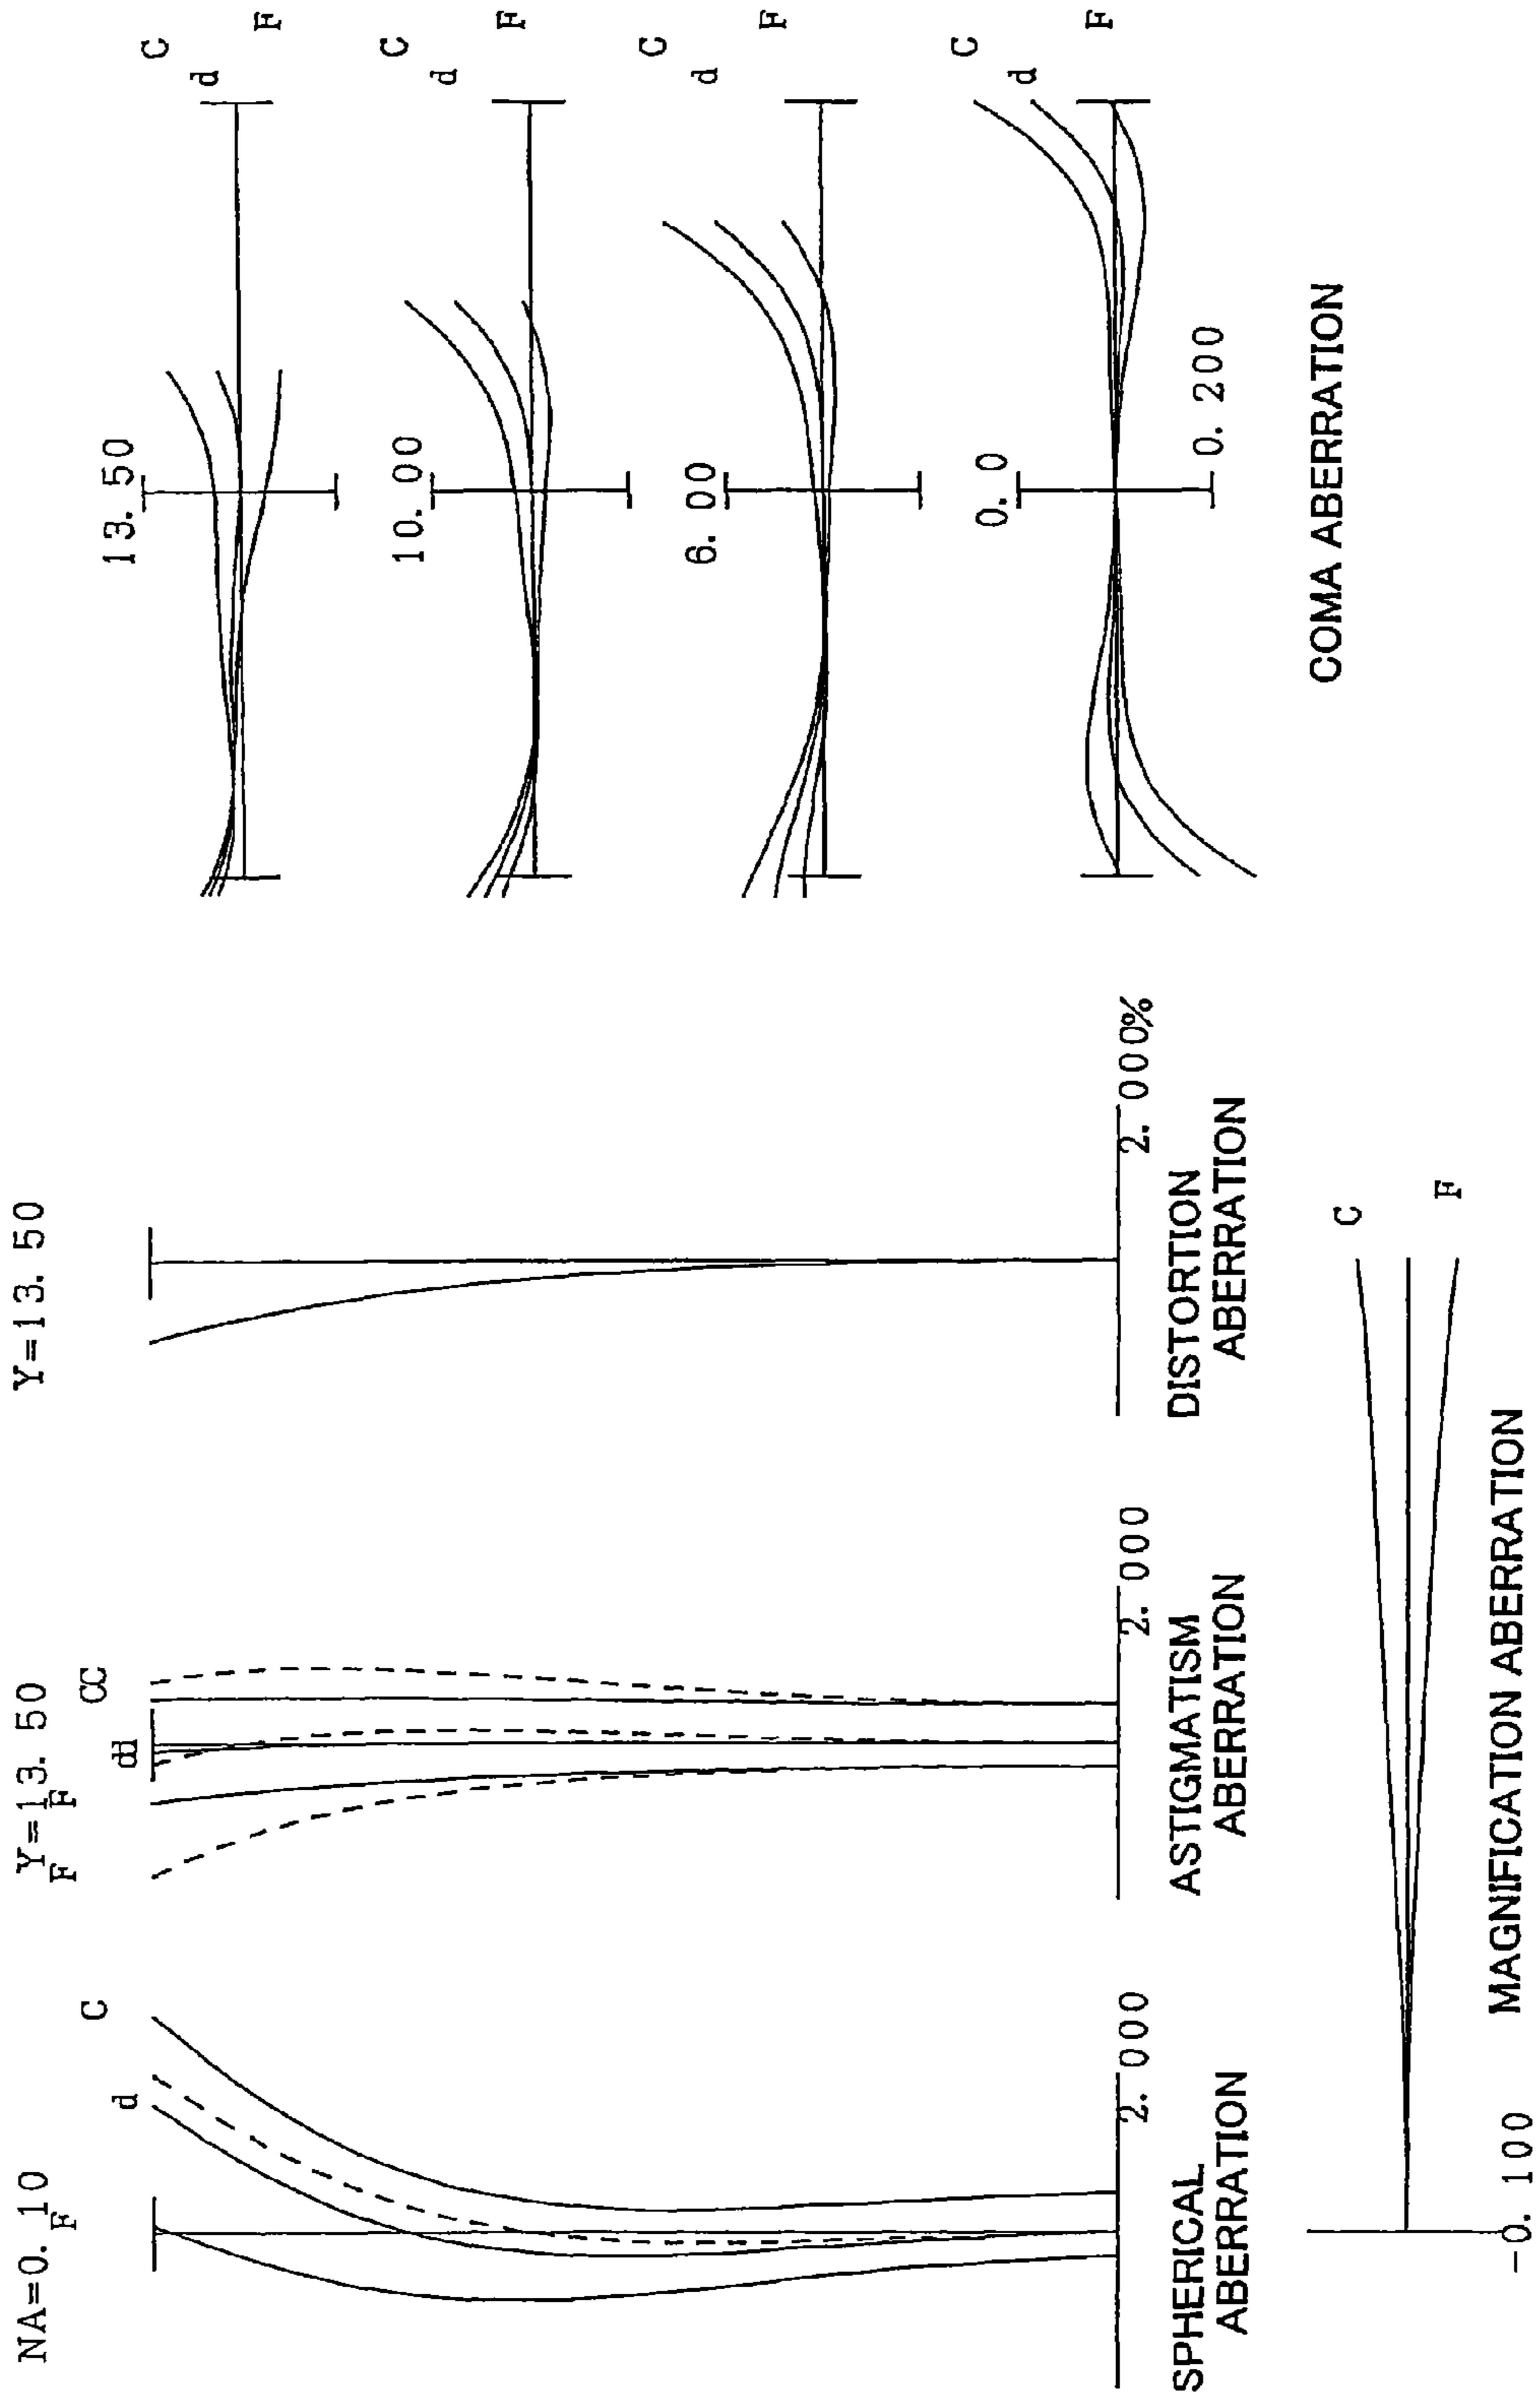 NA=0. 10
F
d
C
2. 000
SPHERICAL
ABERRATION
Y=13. 50
F
F
dd
CC
2. 000
ASTIGMATISM
ABERRATION
Y=13. 50
2. 000%
DISTORTION
ABERRATION
13. 50
C
d
F
10. 00
C
d
F
6. 00
C
d
F
0. 0
C
d
F
0. 200
COMA ABERRATION
C
F
-0. 100
MAGNIFICATION ABERRATION